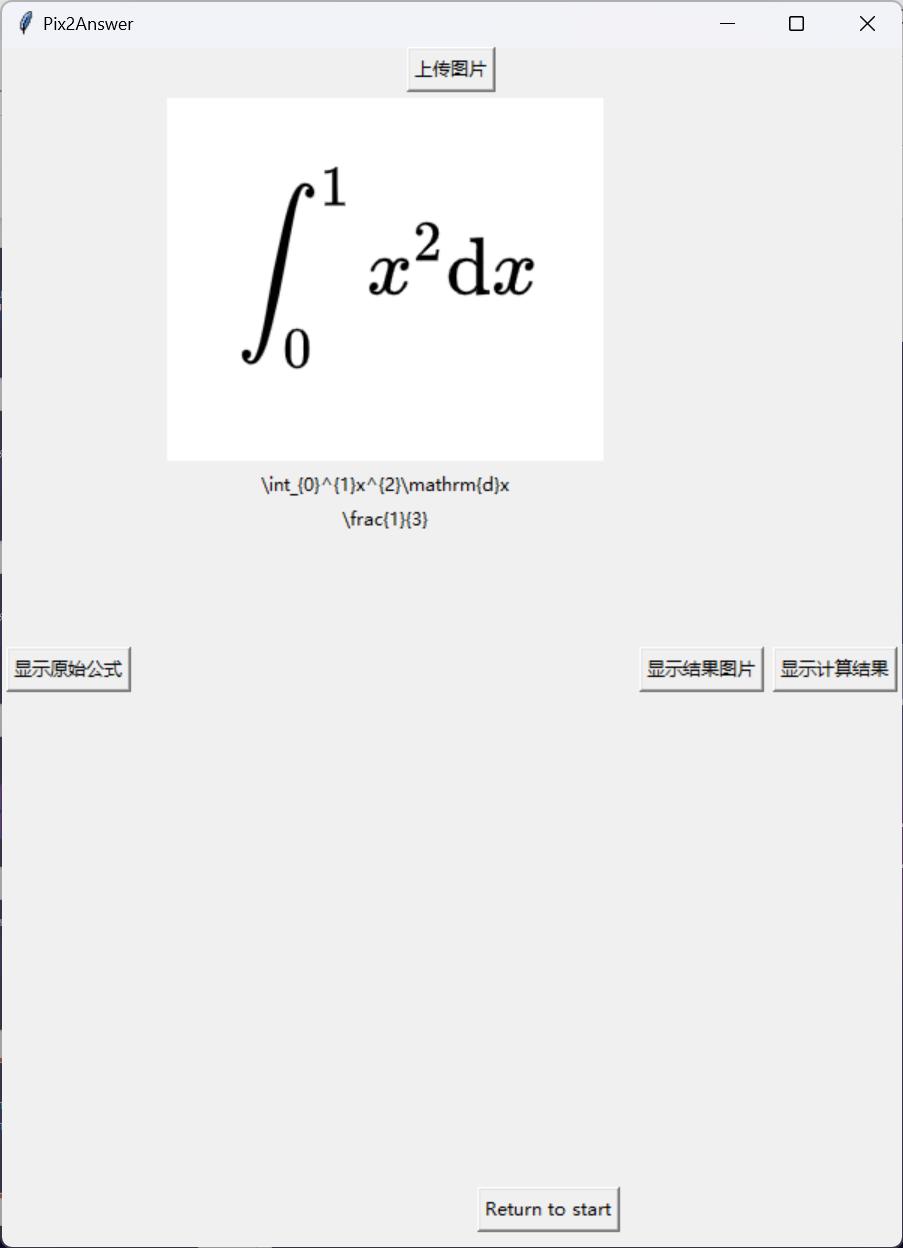 Pix2Answer
上传图片
∫₀¹ x²dx
\int_{0}^{1}x^{2}\mathrm{d}x
\frac{1}{3}
显示原始公式 显示结果图片 显示计算结果
Return to start